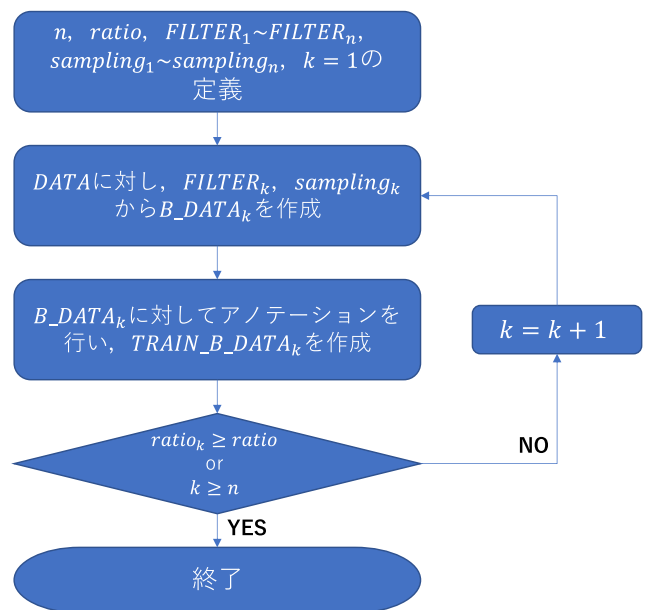 n, ratio, FILTER₁~FILTERₙ,
sampling₁~samplingₙ, k = 1の
定義
DATAに対し, FILTERₖ, samplingₖ
からB_DATAₖを作成
B_DATAₖに対してアノテーションを
行い, TRAIN_B_DATAₖを作成
k = k + 1
ratioₖ ≥ ratio
or
k ≥ n
NO
YES
終了